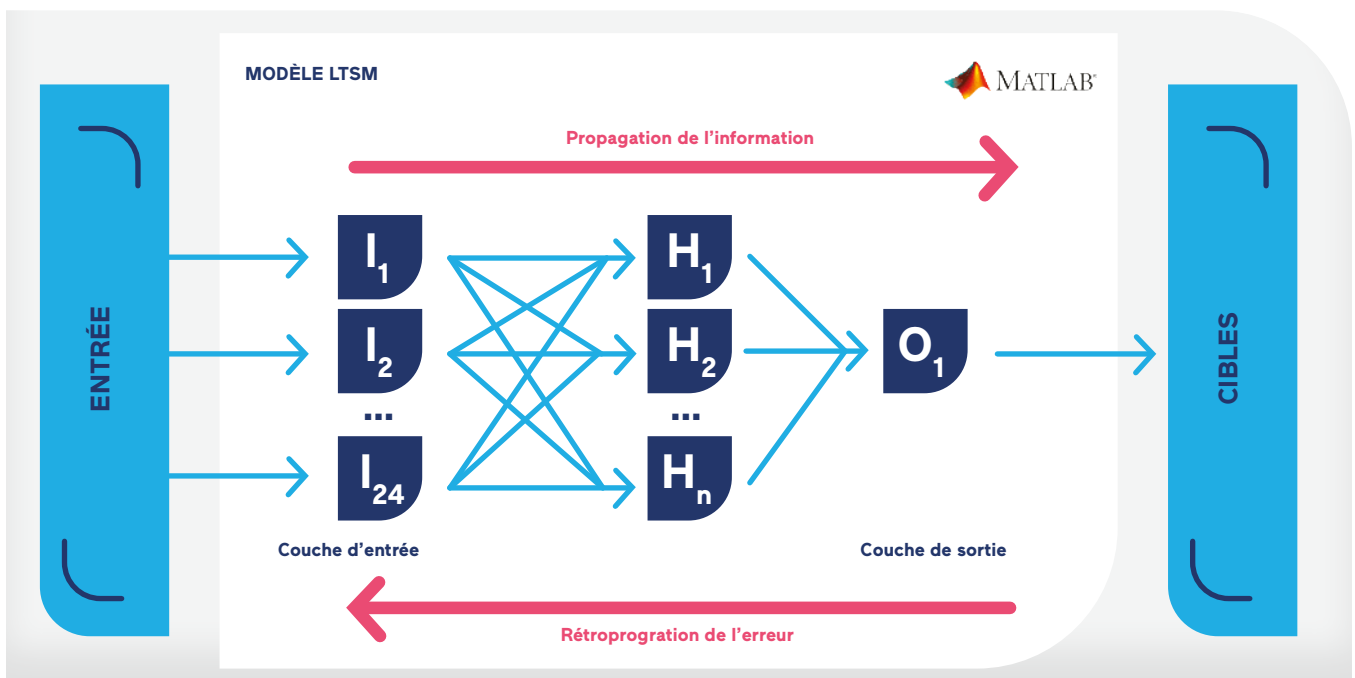 MODÈLE LTSM
MATLAB®
Propagation de l’information
ENTRÉE
I1
H1
I2
H2
O1
...
...
I24
Hn
CIBLES
Couche d’entrée
Couche de sortie
Rétroprogration de l’erreur